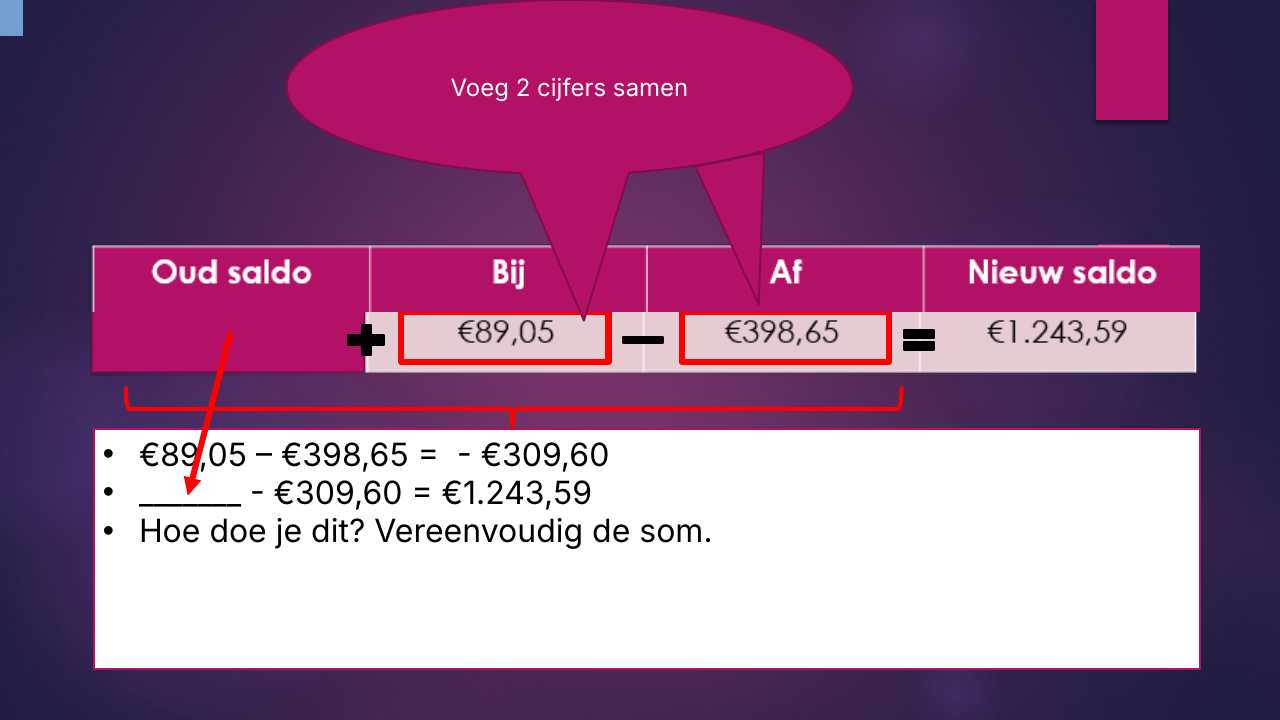 Voeg 2 cijfers samen
Oud saldo Bij Af Nieuw saldo
+ €89,05 – €398,65 = €1.243,59
• €89,05 – €398,65 =  - €309,60
• _______ - €309,60 = €1.243,59
• Hoe doe je dit? Vereenvoudig de som.